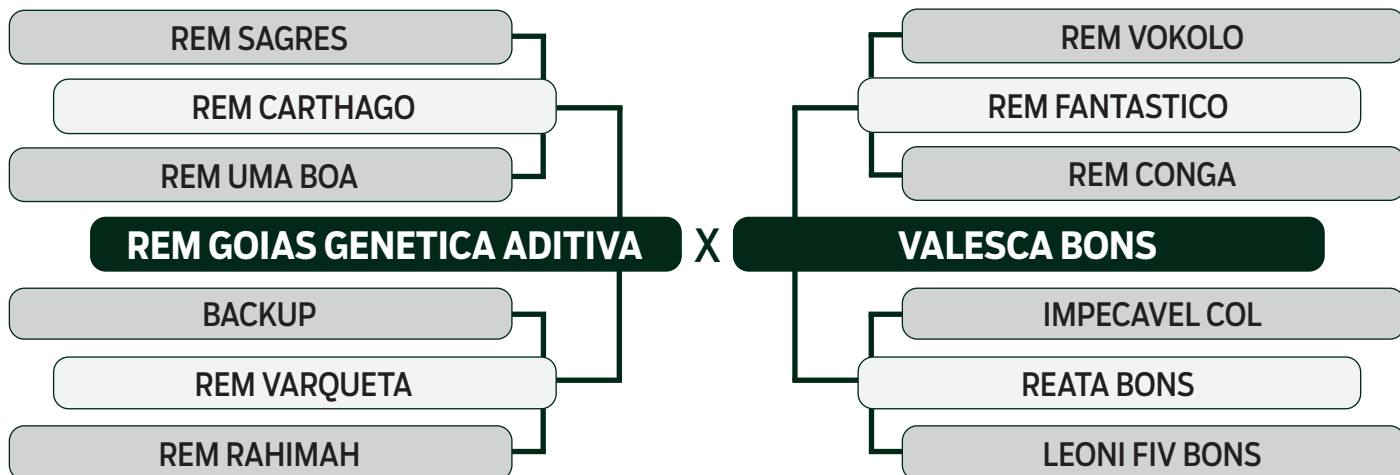 REM SAGRES
REM VOKOLO
REM CARTHAGO
REM FANTASTICO
REM UMA BOA
REM CONGA
REM GOIAS GENETICA ADITIVA X VALESCA BONS
BACKUP
IMPECAVEL COL
REM VARQUETA
REATA BONS
REM RAHIMAH
LEONI FIV BONS